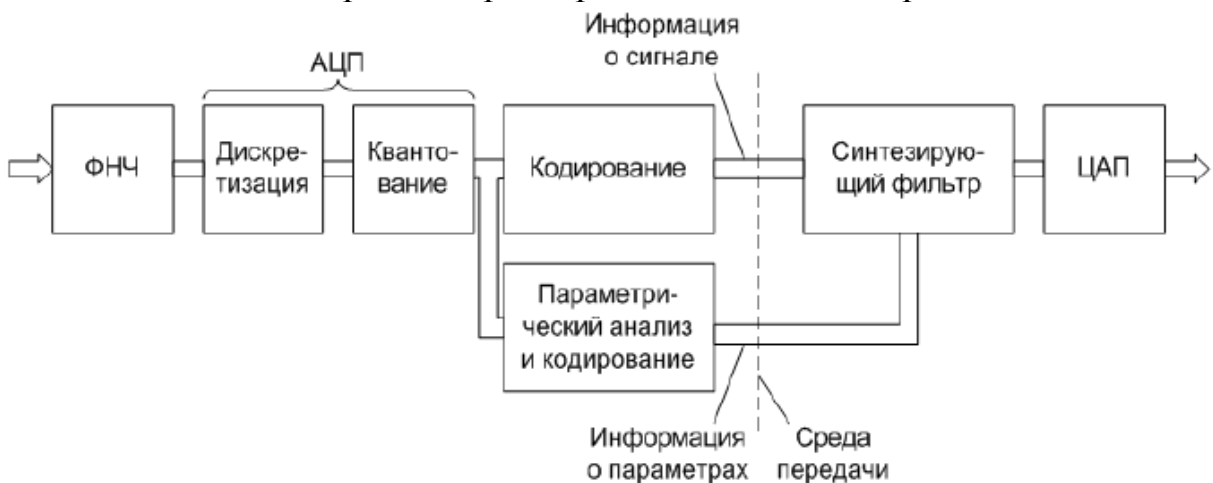 Информация
о сигнале
АЦП
ФНЧ
Дискре-
тизация
Кванто-
вание
Кодирование
Синтезирую-
щий фильтр
ЦАП
Параметри-
ческий анализ
и кодирование
Информация
о параметрах
Среда
передачи